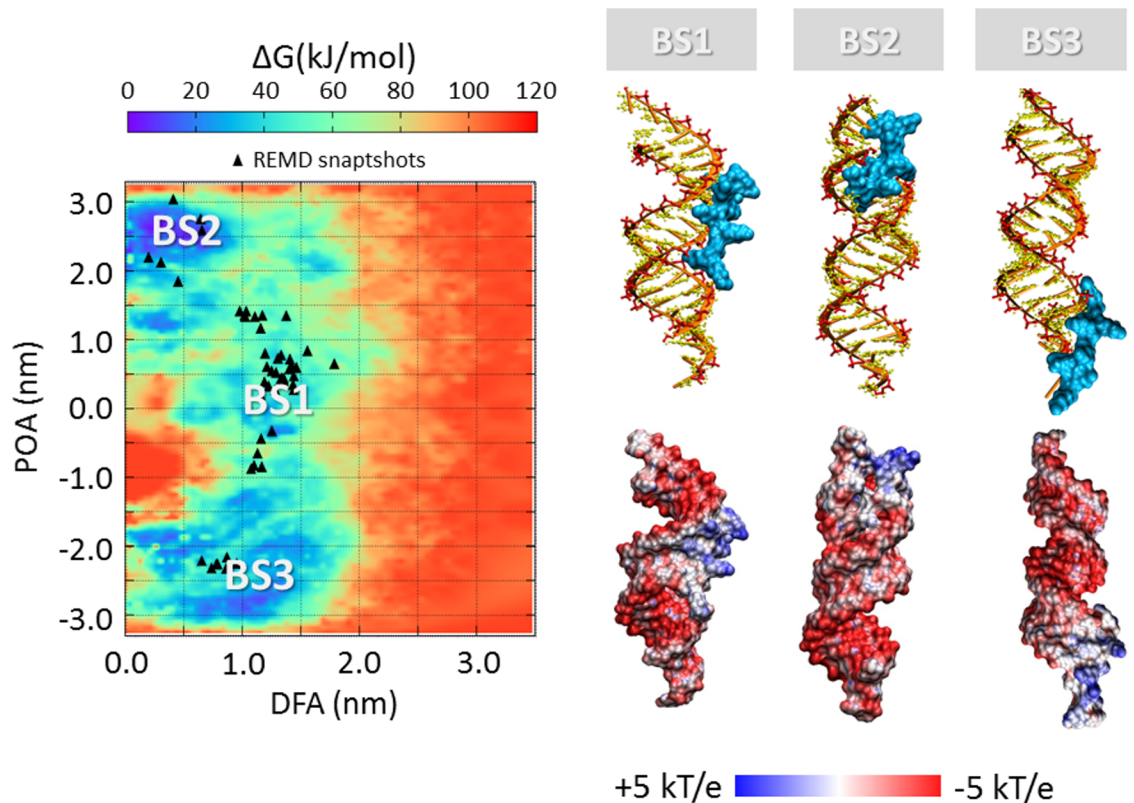 ΔG(kJ/mol)
0 20 40 60 80 100 120
▲ REMD snaptshots
3.0
2.0
1.0
0.0
-1.0
-2.0
-3.0
POA (nm)
BS2
BS1
BS3
0.0 1.0 2.0 3.0
DFA (nm)
BS1 BS2 BS3
+5 kT/e -5 kT/e